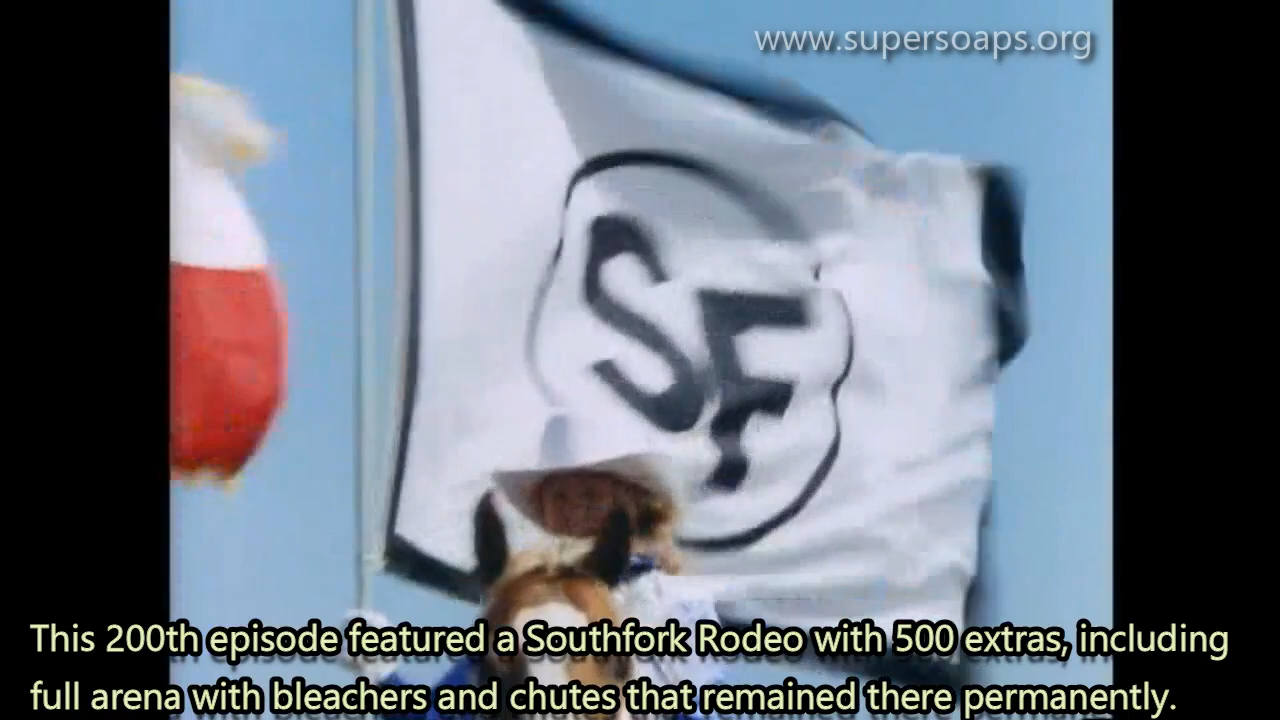 www.supersoaps.org
SF
This 200th episode featured a Southfork Rodeo with 500 extras, including
full arena with bleachers and chutes that remained there permanently.